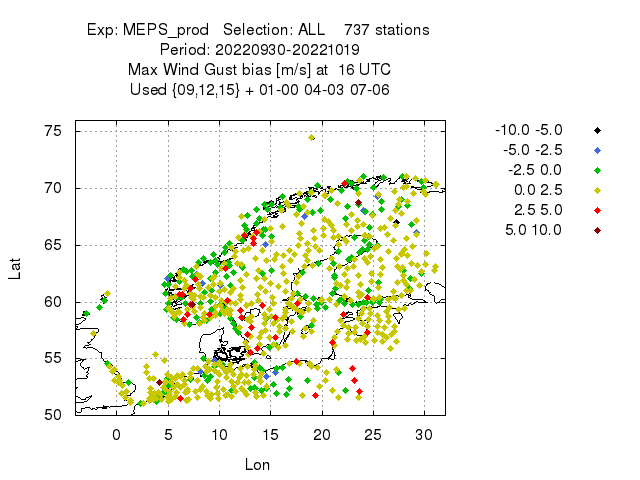 Exp: MEPS_prod   Selection: ALL    737 stations
Period: 20220930-20221019
Max Wind Gust bias [m/s] at  16 UTC
Used {09,12,15} + 01-00 04-03 07-06
-10.0 -5.0
-5.0 -2.5
-2.5 0.0
0.0 2.5
2.5 5.0
5.0 10.0
75
70
65
60
55
50
Lat
0 5 10 15 20 25 30
Lon